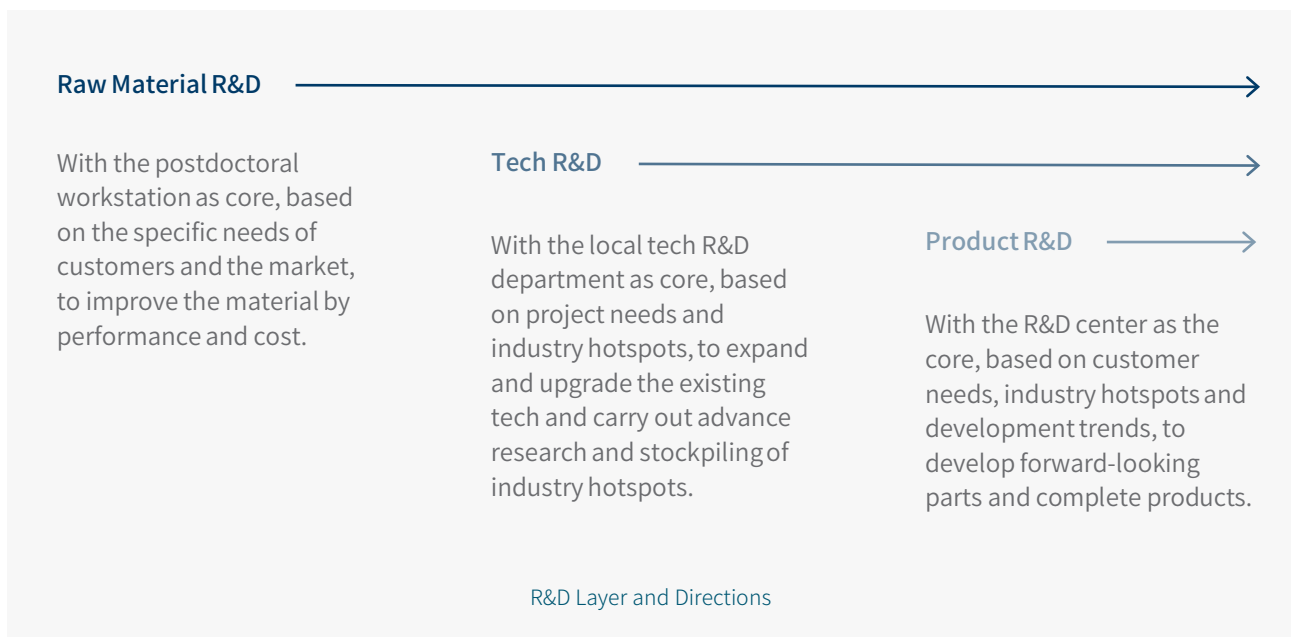 Raw Material R&D
With the postdoctoral
workstation as core, based
on the specific needs of
customers and the market,
to improve the material by
performance and cost.
Tech R&D
With the local tech R&D
department as core, based
on project needs and
industry hotspots, to expand
and upgrade the existing
tech and carry out advance
research and stockpiling of
industry hotspots.
Product R&D
With the R&D center as the
core, based on customer
needs, industry hotspots and
development trends, to
develop forward-looking
parts and complete products.
R&D Layer and Directions